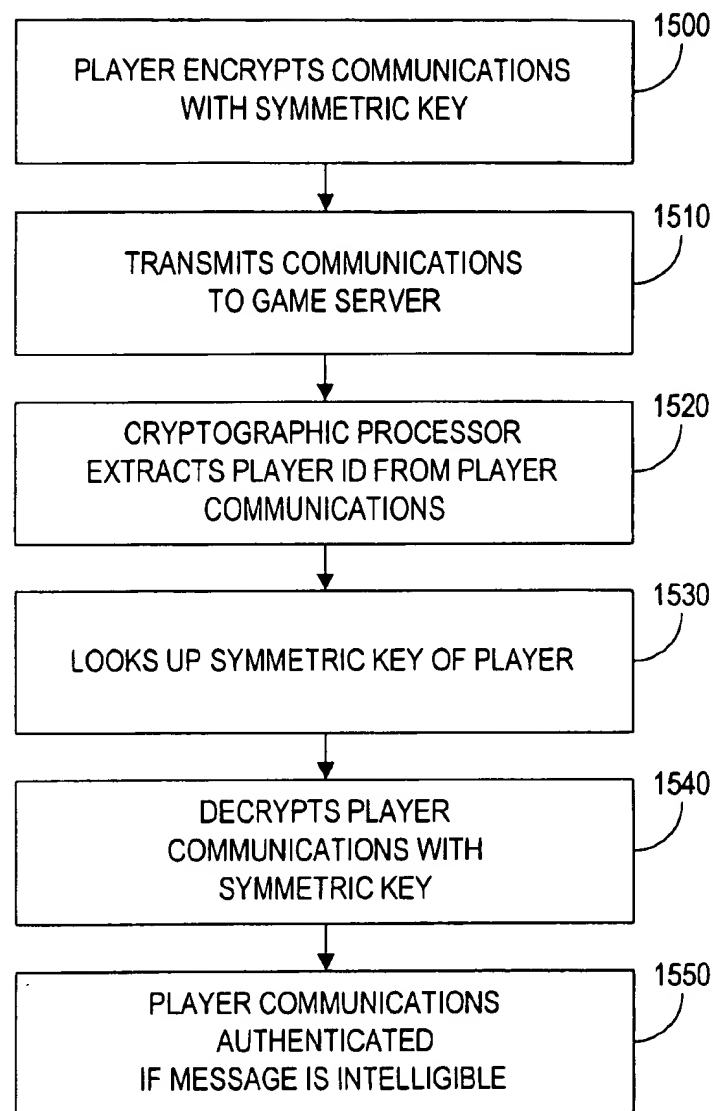 1500
PLAYER ENCRYPTS COMMUNICATIONS
WITH SYMMETRIC KEY
1510
TRANSMITS COMMUNICATIONS
TO GAME SERVER
1520
CRYPTOGRAPHIC PROCESSOR
EXTRACTS PLAYER ID FROM PLAYER
COMMUNICATIONS
1530
LOOKS UP SYMMETRIC KEY OF PLAYER
1540
DECRYPTS PLAYER
COMMUNICATIONS WITH
SYMMETRIC KEY
1550
PLAYER COMMUNICATIONS
AUTHENTICATED
IF MESSAGE IS INTELLIGIBLE